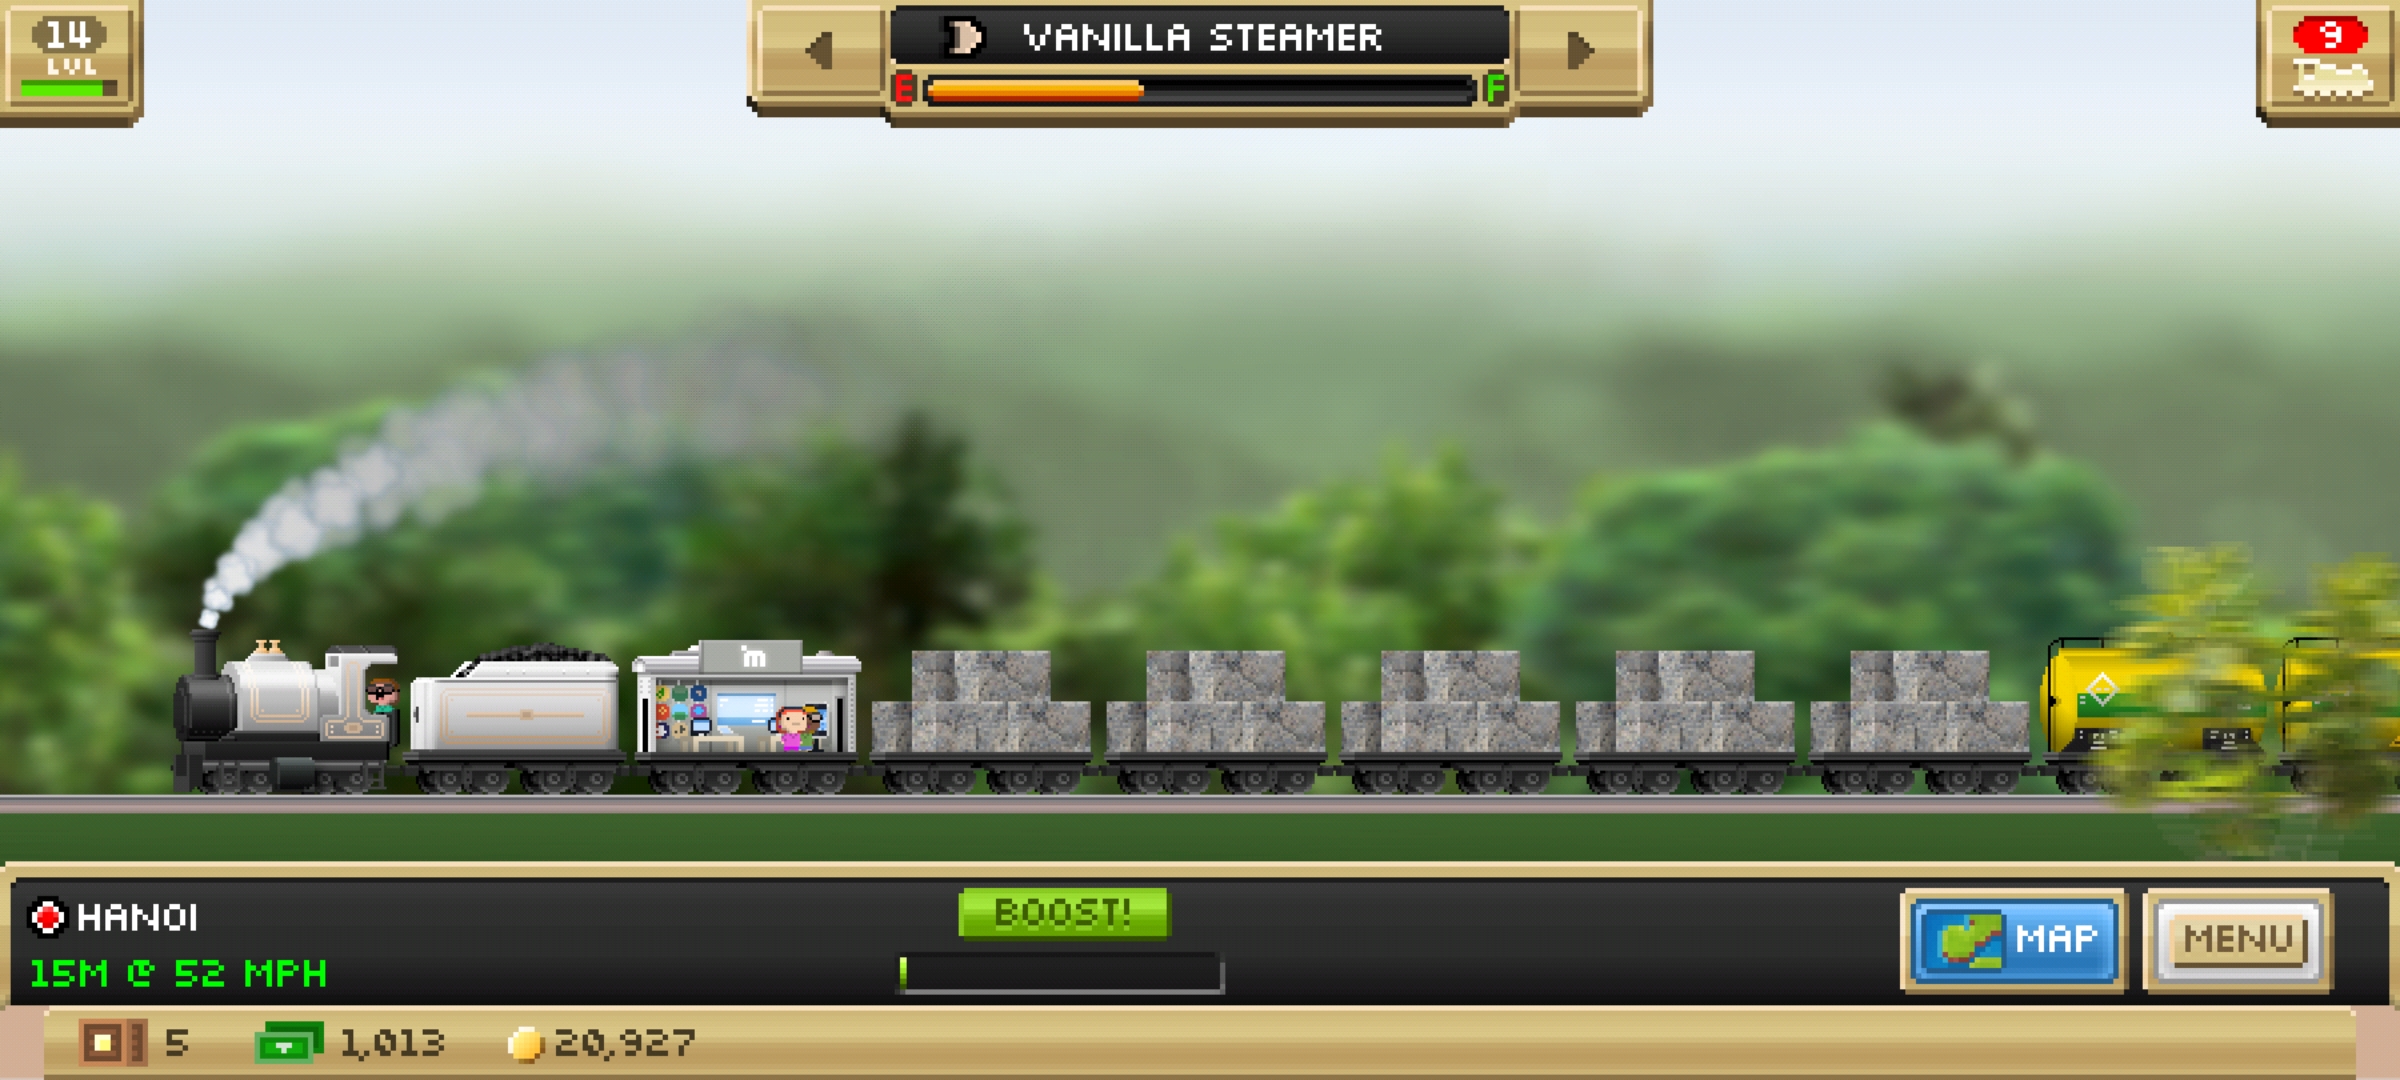 14
LVL
VANILLA STEAMER
E F
9
m
HANOI
15M @ 52 MPH
BOOST!
MAP
MENU
5
1,013
20,927